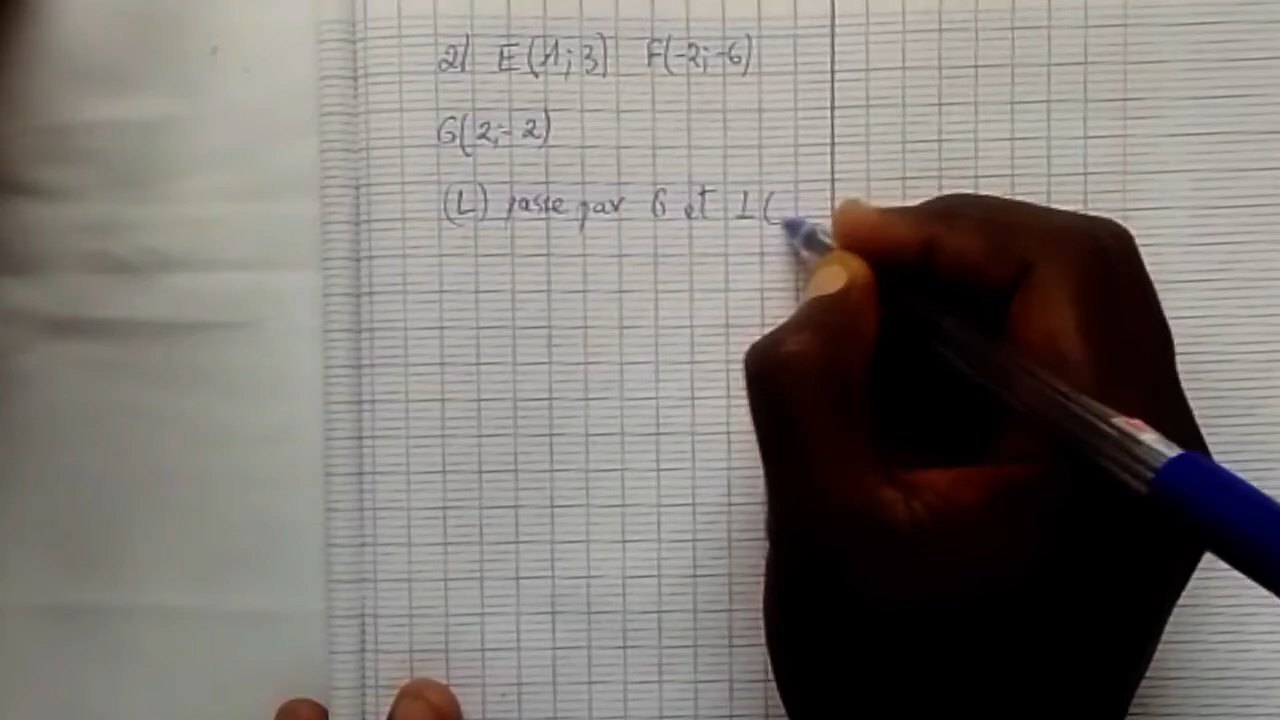 2) E(1;3) F(-2;-6)
G(2;-2)
(L) passe par G et ⊥ (